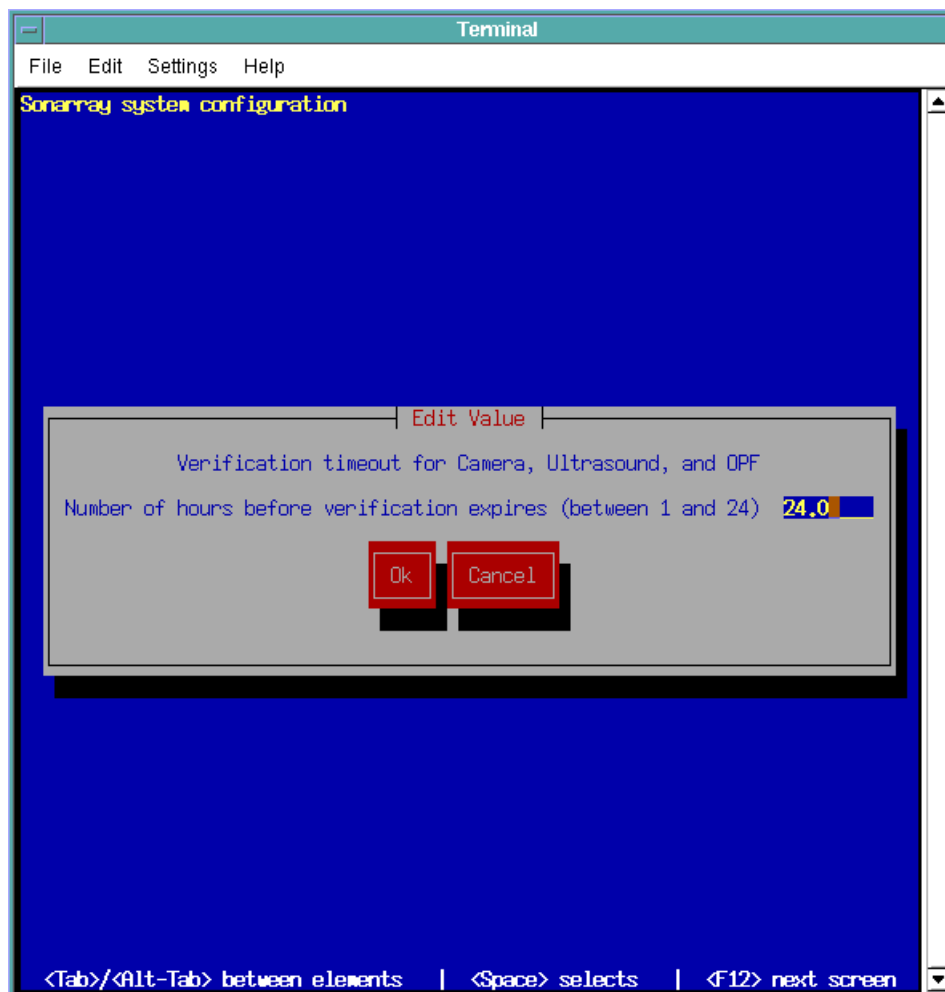 Terminal
File Edit Settings Help
Sonarray system configuration
Edit Value
Verification timeout for Camera, Ultrasound, and OPF
Number of hours before verification expires (between 1 and 24) 24.0
Ok Cancel
<Tab>/<Alt-Tab> between elements | <Space> selects | <F12> next screen